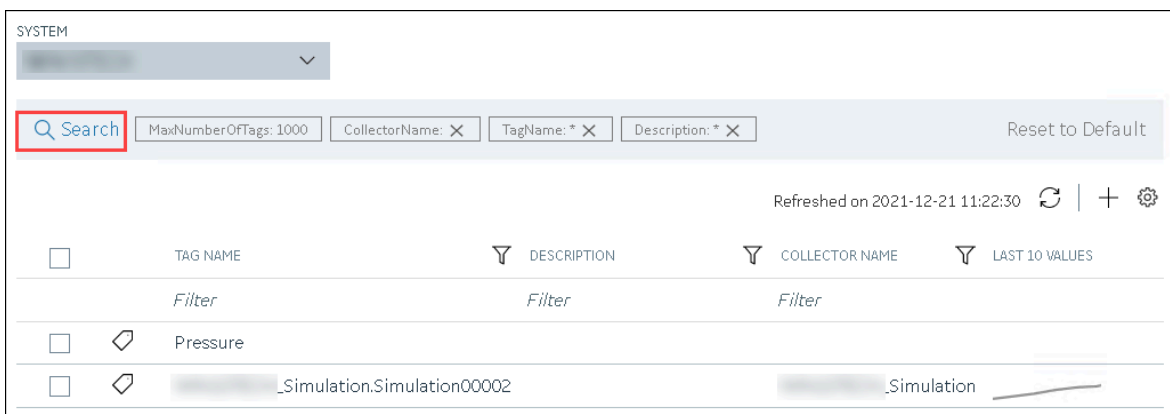 SYSTEM
Search MaxNumberOfTags: 1000 CollectorName: TagName: * Description: * Reset to Default
Refreshed on 2021-12-21 11:22:30
TAG NAME DESCRIPTION COLLECTOR NAME LAST 10 VALUES
Filter Filter Filter
Pressure
_Simulation.Simulation00002 _Simulation